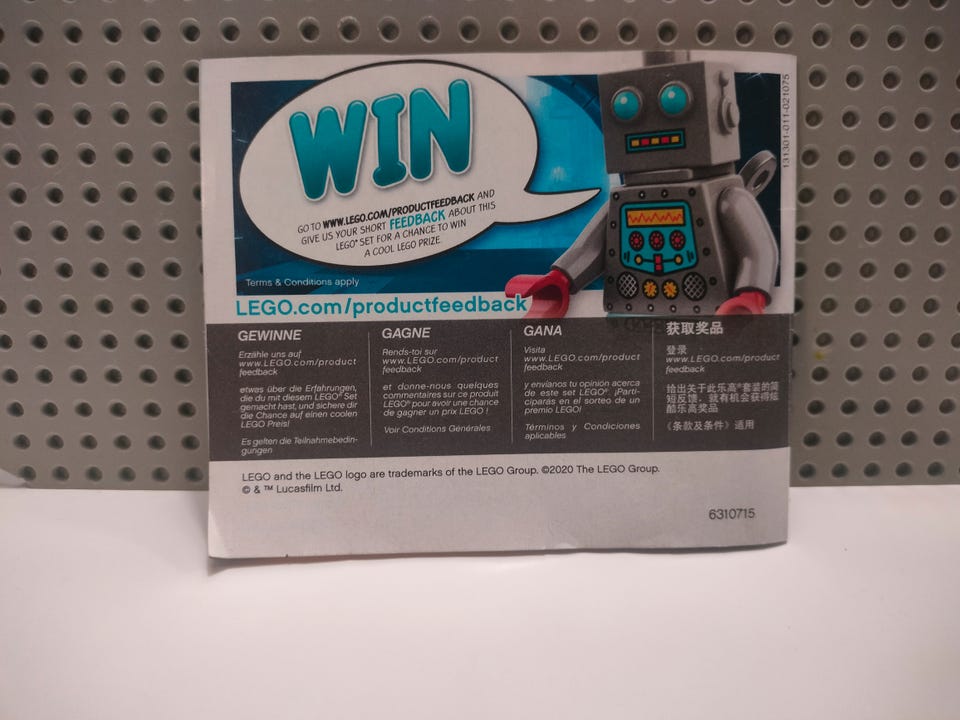 WIN
GO TO WWW.LEGO.COM/PRODUCTFEEDBACK AND
GIVE US YOUR SHORT FEEDBACK ABOUT THIS
LEGO® SET FOR A CHANCE TO WIN
A COOL LEGO PRIZE.
Terms & Conditions apply
LEGO.com/productfeedback
131301-011-021075
GEWINNE
Erzähle uns auf
www.LEGO.com/product
feedback
etwas über die Erfahrungen,
die du mit diesem LEGO® Set
gemacht hast, und sichere dir
die Chance auf einen coolen
LEGO Preis!
Es gelten die Teilnahmebedin-
gungen
GAGNE
Rends-toi sur
www.LEGO.com/product
feedback
et donne-nous quelques
commentaires sur ce produit
LEGO® pour avoir une chance
de gagner un prix LEGO !
Voir Conditions Générales
GANA
Visita
www.LEGO.com/product
feedback
y envíanos tu opinión acerca
de este set LEGO®. ¡Parti-
ciparás en el sorteo de un
premio LEGO!
Términos y Condiciones
aplicables
获取奖品
登录
www.LEGO.com/product
feedback
给出关于此乐高®套装的简
短反馈，就有机会获得炫
酷乐高奖品
《条款及条件》适用
LEGO and the LEGO logo are trademarks of the LEGO Group. ©2020 The LEGO Group.
© & ™ Lucasfilm Ltd.
6310715